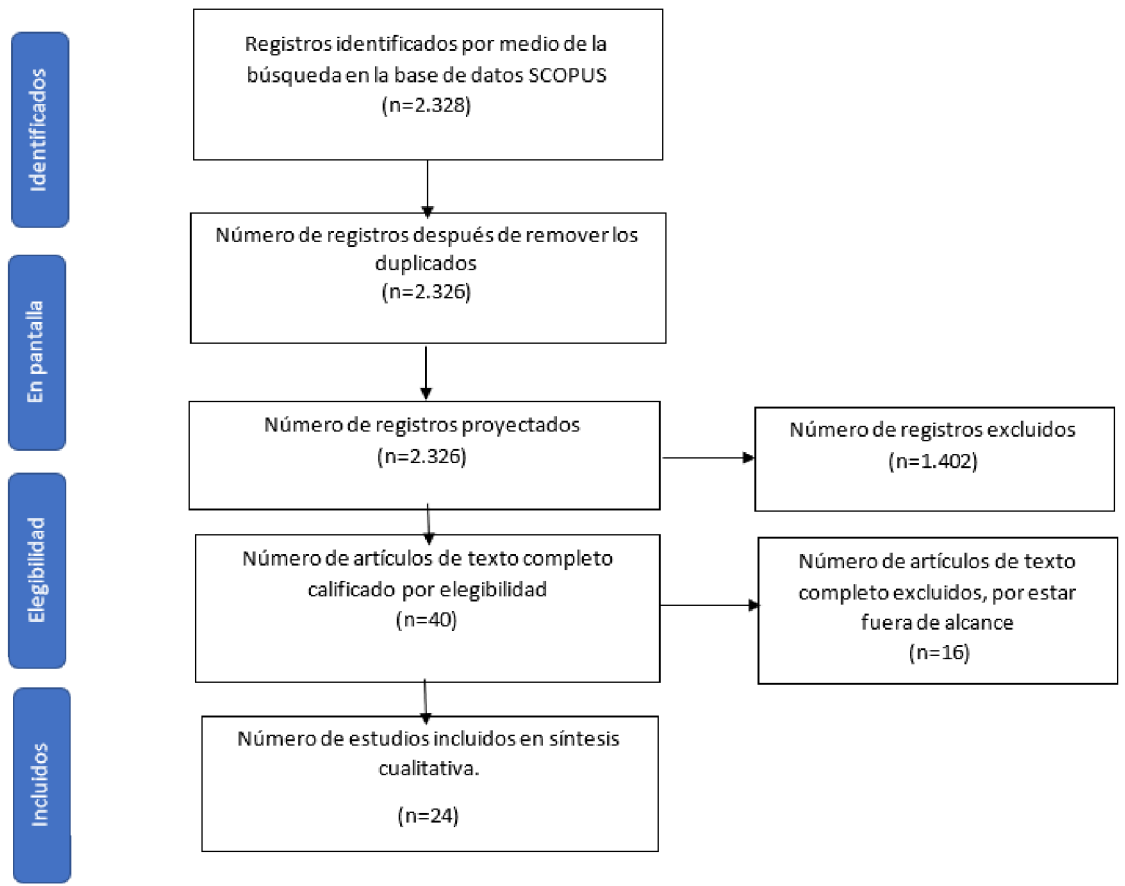 Identificados
Registros identificados por medio de la
búsqueda en la base de datos SCOPUS
(n=2.328)
Número de registros después de remover los
duplicados
(n=2.326)
En pantalla
Número de registros proyectados
(n=2.326)
Número de registros excluidos
(n=1.402)
Elegibilidad
Número de artículos de texto completo
calificado por elegibilidad
(n=40)
Número de artículos de texto
completo excluidos, por estar
fuera de alcance
(n=16)
Incluidos
Número de estudios incluidos en síntesis
cualitativa.
(n=24)